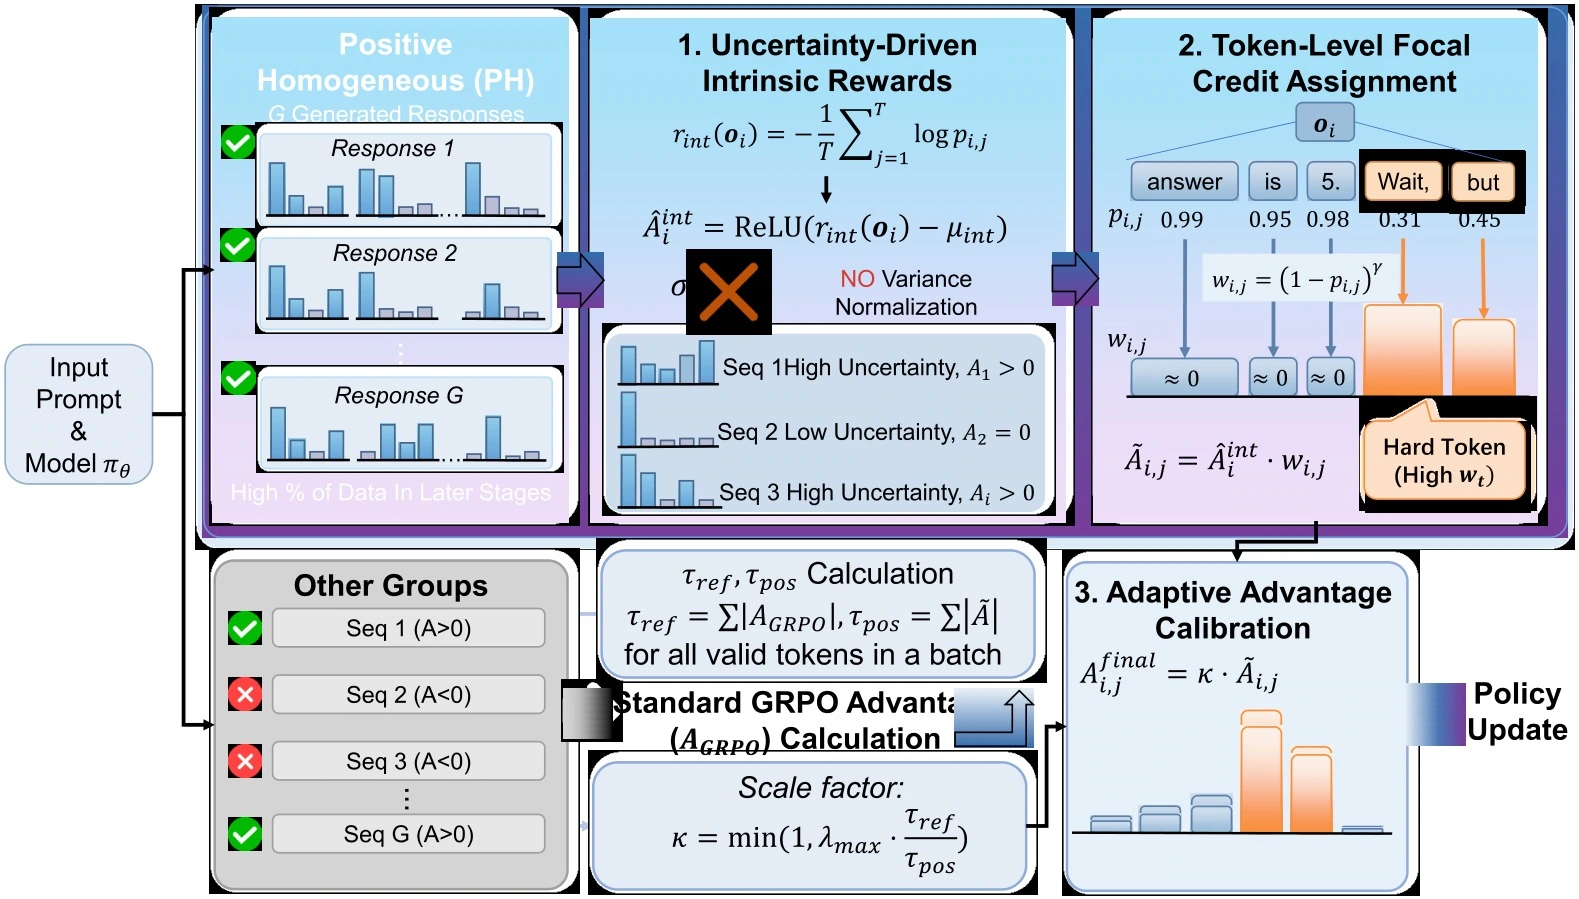 Input
Prompt
&
Model π_θ
Positive
Homogeneous (PH)
G Generated Responses
Response 1
Response 2
⋮
Response G
High % of Data In Later Stages
1. Uncertainty-Driven
Intrinsic Rewards
r_int(o_i) = −1/T ∑_{j=1}^{T} log p_{i,j}
Â_i^{int} = ReLU(r_int(o_i) − μ_int)
σ
NO Variance
Normalization
Seq 1High Uncertainty, A_1 > 0
Seq 2 Low Uncertainty, A_2 = 0
Seq 3 High Uncertainty, A_i > 0
2. Token-Level Focal
Credit Assignment
o_i
answer is 5. Wait, but
p_{i,j} 0.99 0.95 0.98 0.31 0.45
w_{i,j} = (1 − p_{i,j})^γ
w_{i,j}
≈ 0 ≈ 0 ≈ 0
Hard Token
(High w_t)
Ã_{i,j} = Â_i^{int} · w_{i,j}
Other Groups
Seq 1 (A>0)
Seq 2 (A<0)
Seq 3 (A<0)
⋮
Seq G (A>0)
τ_ref, τ_pos Calculation
τ_ref = ∑|A_GRPO|, τ_pos = ∑|Ã|
for all valid tokens in a batch
Standard GRPO Advanta
(A_GRPO) Calculation
Scale factor:
κ = min(1, λ_max · τ_ref/τ_pos)
3. Adaptive Advantage
Calibration
A_{i,j}^{final} = κ · Ã_{i,j}
Policy
Update